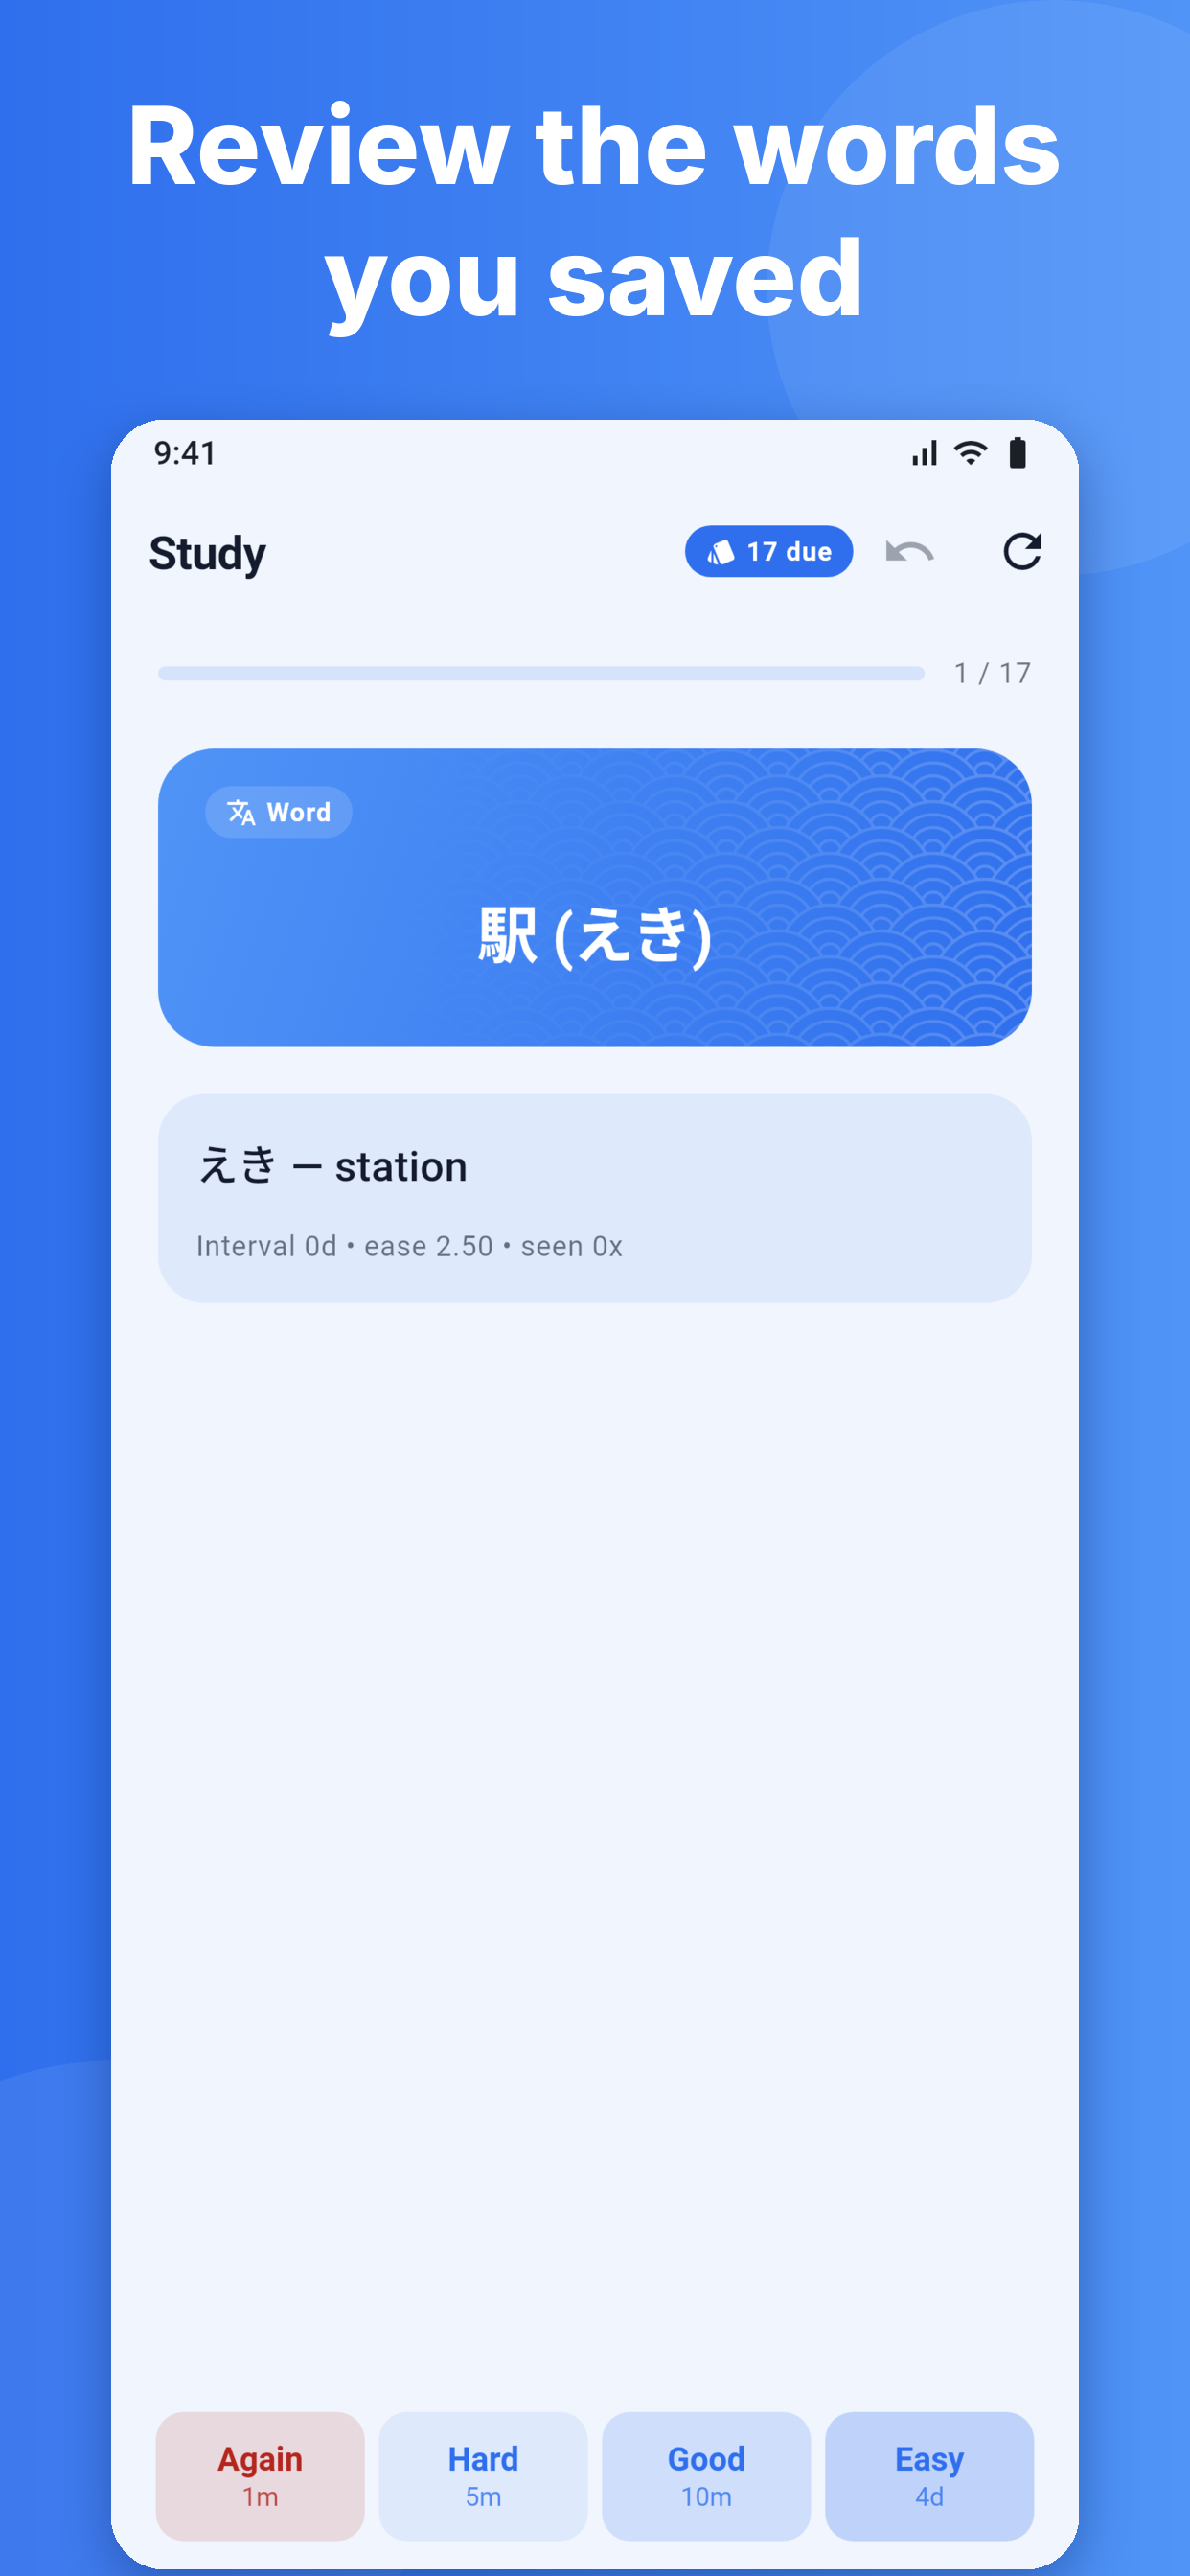 Review the words
you saved
9:41
Study
17 due
1 / 17
Word
駅 (えき)
えき — station
Interval 0d • ease 2.50 • seen 0x
Again
1m
Hard
5m
Good
10m
Easy
4d